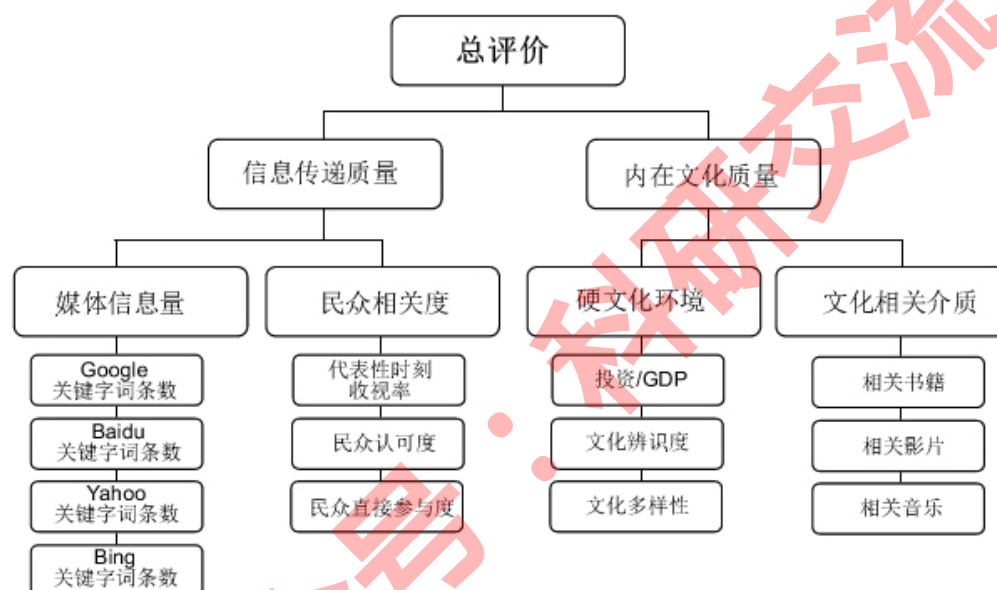 总评价
信息传递质量
内在文化质量
媒体信息量
民众相关度
硬文化环境
文化相关介质
Google
关键字词条数
代表性时刻
收视率
投资/GDP
相关书籍
Baidu
关键字词条数
民众认可度
文化辨识度
相关影片
Yahoo
关键字词条数
民众直接参与度
文化多样性
相关音乐
Bing
关键字词条数
号：科研交流